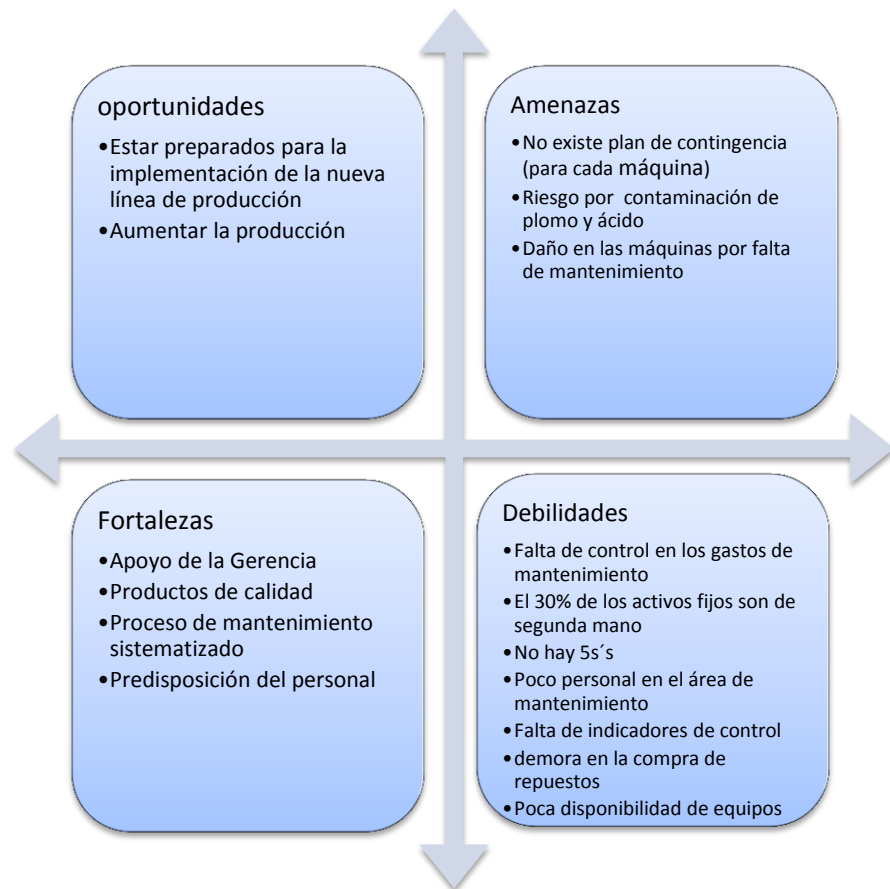 oportunidades
•Estar preparados para la
implementación de la nueva
línea de producción
•Aumentar la producción
Amenazas
•No existe plan de contingencia
(para cada máquina)
•Riesgo por contaminación de
plomo y ácido
•Daño en las máquinas por falta
de mantenimiento
Fortalezas
•Apoyo de la Gerencia
•Productos de calidad
•Proceso de mantenimiento
sistematizado
•Predisposición del personal
Debilidades
•Falta de control en los gastos de
mantenimiento
•El 30% de los activos fijos son de
segunda mano
•No hay 5s´s
•Poco personal en el área de
mantenimiento
•Falta de indicadores de control
•demora en la compra de
repuestos
•Poca disponibilidad de equipos